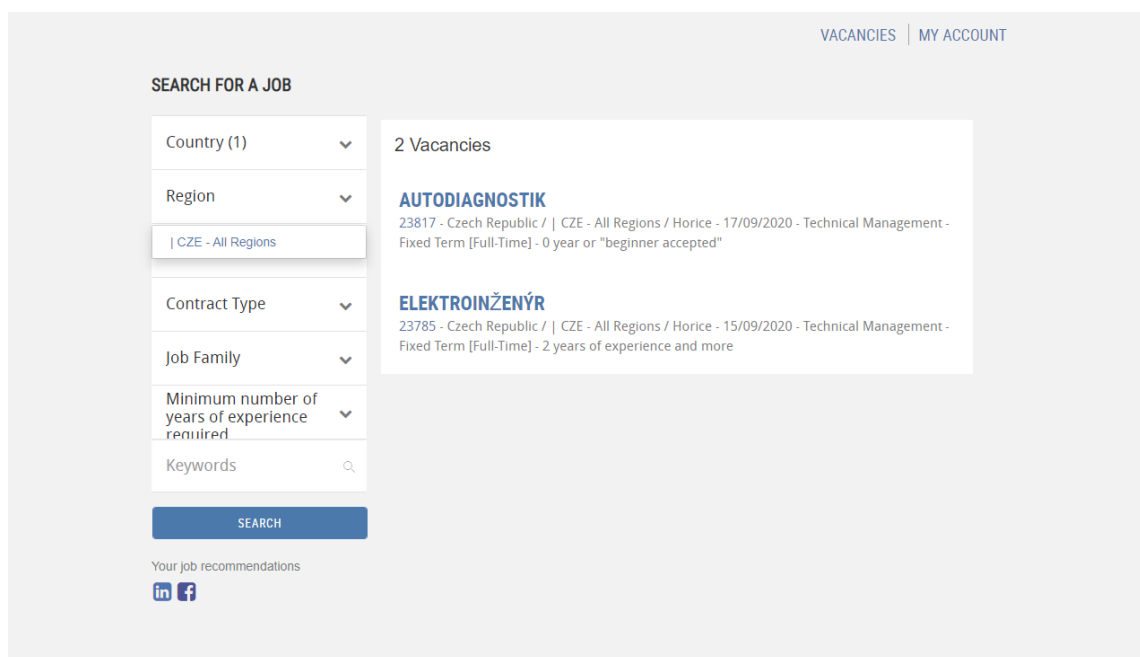 VACANCIES | MY ACCOUNT
SEARCH FOR A JOB
Country (1)
Region
| CZE - All Regions
Contract Type
Job Family
Minimum number of
years of experience
required
Keywords
SEARCH
Your job recommendations
in f
2 Vacancies
AUTODIAGNOSTIK
23817 - Czech Republic / | CZE - All Regions / Horice - 17/09/2020 - Technical Management -
Fixed Term [Full-Time] - 0 year or "beginner accepted"
ELEKTROINŽENÝR
23785 - Czech Republic / | CZE - All Regions / Horice - 15/09/2020 - Technical Management -
Fixed Term [Full-Time] - 2 years of experience and more